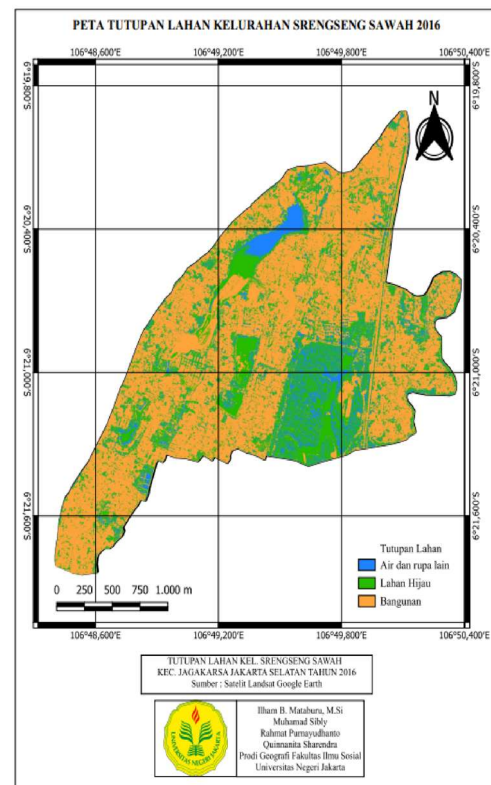 PETA TUTUPAN LAHAN KELURAHAN SRENGSENG SAWAH 2016
106°48,600'E 106°49,200'E 106°49,800'E 106°50,400'E
6°19,800'S 6°19,800'S
N
6°20,400'S 6°20,400'S
6°21,000'S 6°21,000'S
6°21,600'S 6°21,600'S
Tutupan Lahan
Air dan rupa lain
Lahan Hijau
Bangunan
0 250 500 750 1.000 m
106°48,600'E 106°49,200'E 106°49,800'E 106°50,400'E
TUTUPAN LAHAN KEL. SRENGSENG SAWAH
KEC. JAGAKARSA JAKARTA SELATAN TAHUN 2016
Sumber : Satelit Landsat Google Earth
UNIVERSITAS NEGERI JAKARTA
Ilham B. Mataburu, M.Si
Muhamad Sibly
Rahmat Purnayudhanto
Quinnanita Sharendra
Prodi Geografi Fakultas Ilmu Sosial
Universitas Negeri Jakarta